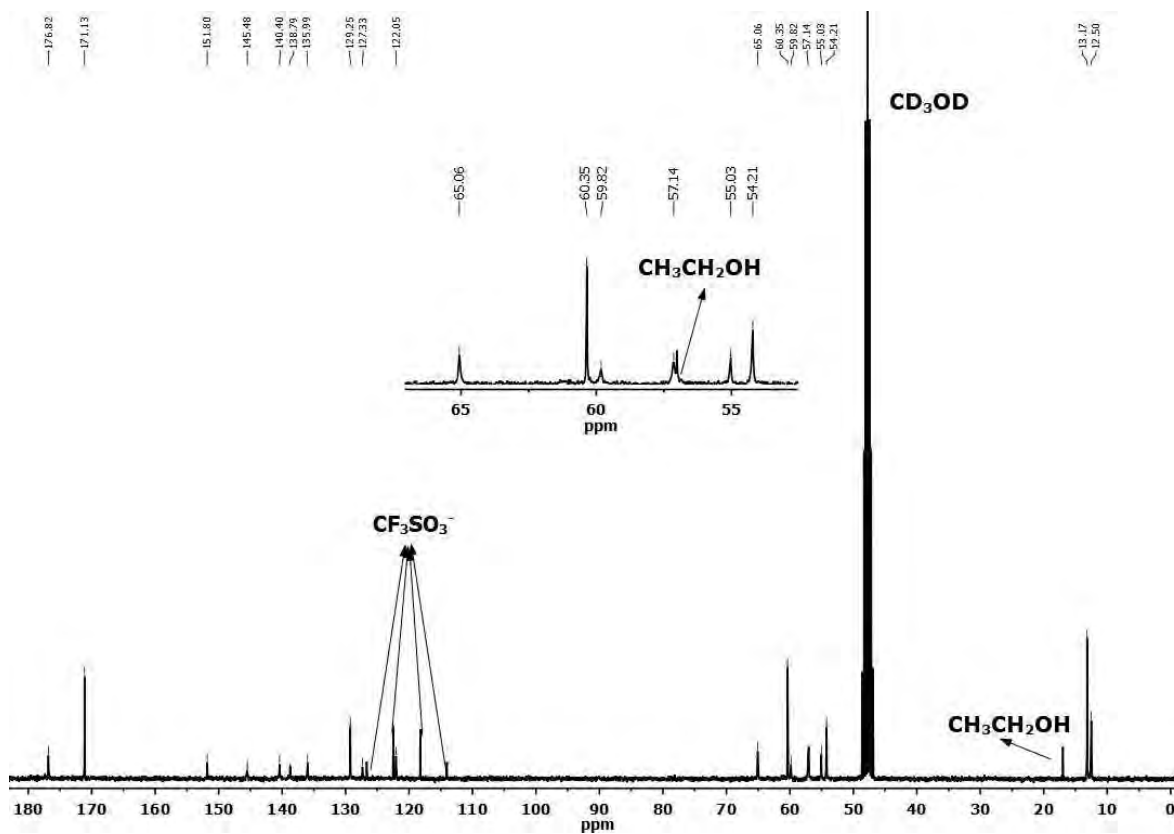 176.82 171.13 151.80 145.48 140.40 138.79 135.99 129.25 127.33 122.05 65.06 60.35 59.82 57.14 55.03 54.21 13.17 12.50
CD₃OD
65.06 60.35 59.82 57.14 55.03 54.21
CH₃CH₂OH
65 60 55
ppm
CF₃SO₃⁻
CH₃CH₂OH
180 170 160 150 140 130 120 110 100 90 80 70 60 50 40 30 20 10 0
ppm